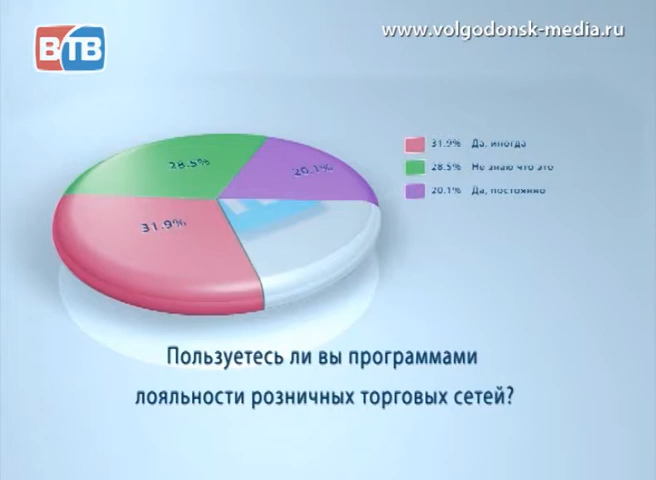 ВТВ
www.volgodonsk-media.ru
28.5%
20.1%
31.9%
31.9% Да, иногда
28.5% Не знаю что это
20.1% Да, постоянно
Пользуетесь ли вы программами
лояльности розничных торговых сетей?